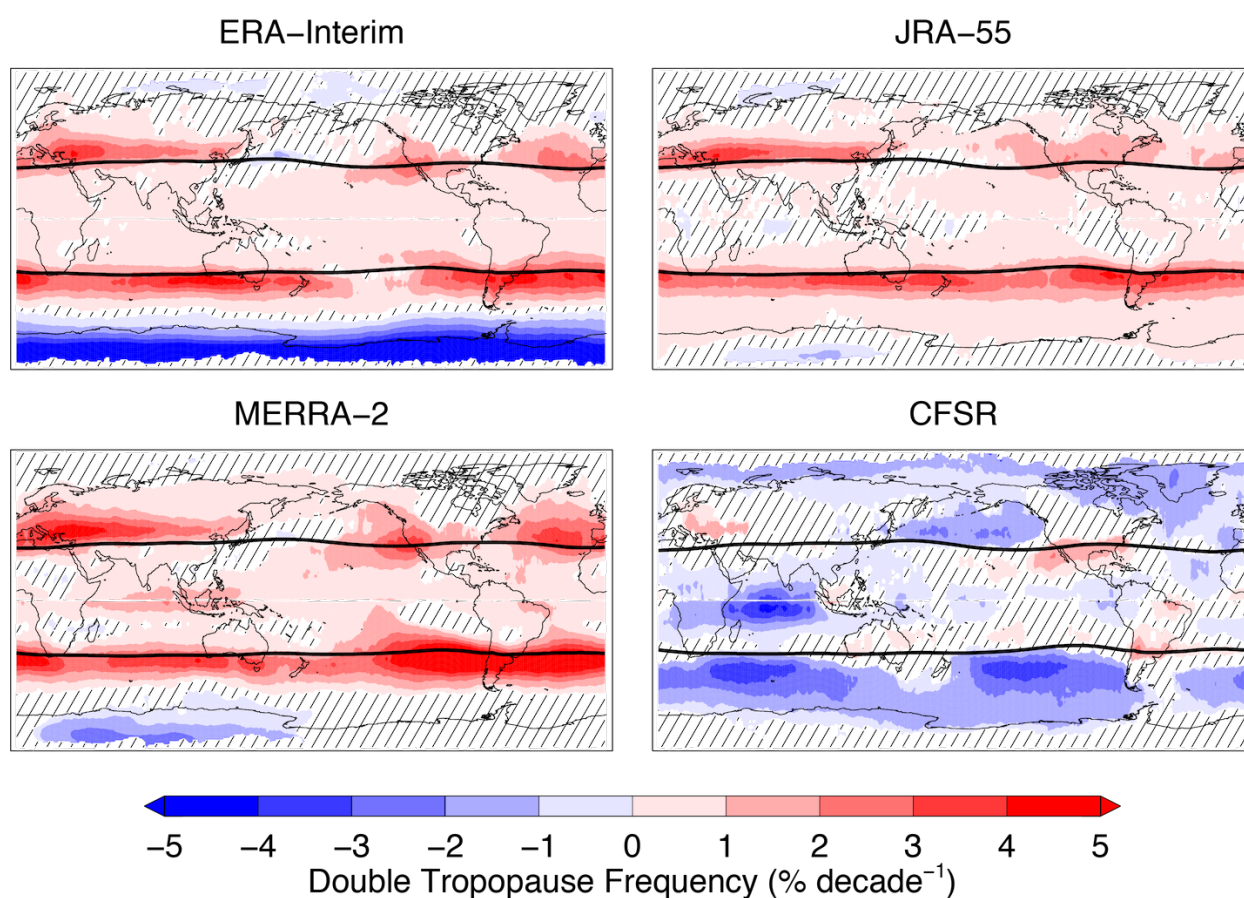 ERA−Interim
JRA−55
MERRA−2
CFSR
−5 −4 −3 −2 −1 0 1 2 3 4 5
Double Tropopause Frequency (% decade⁻¹)